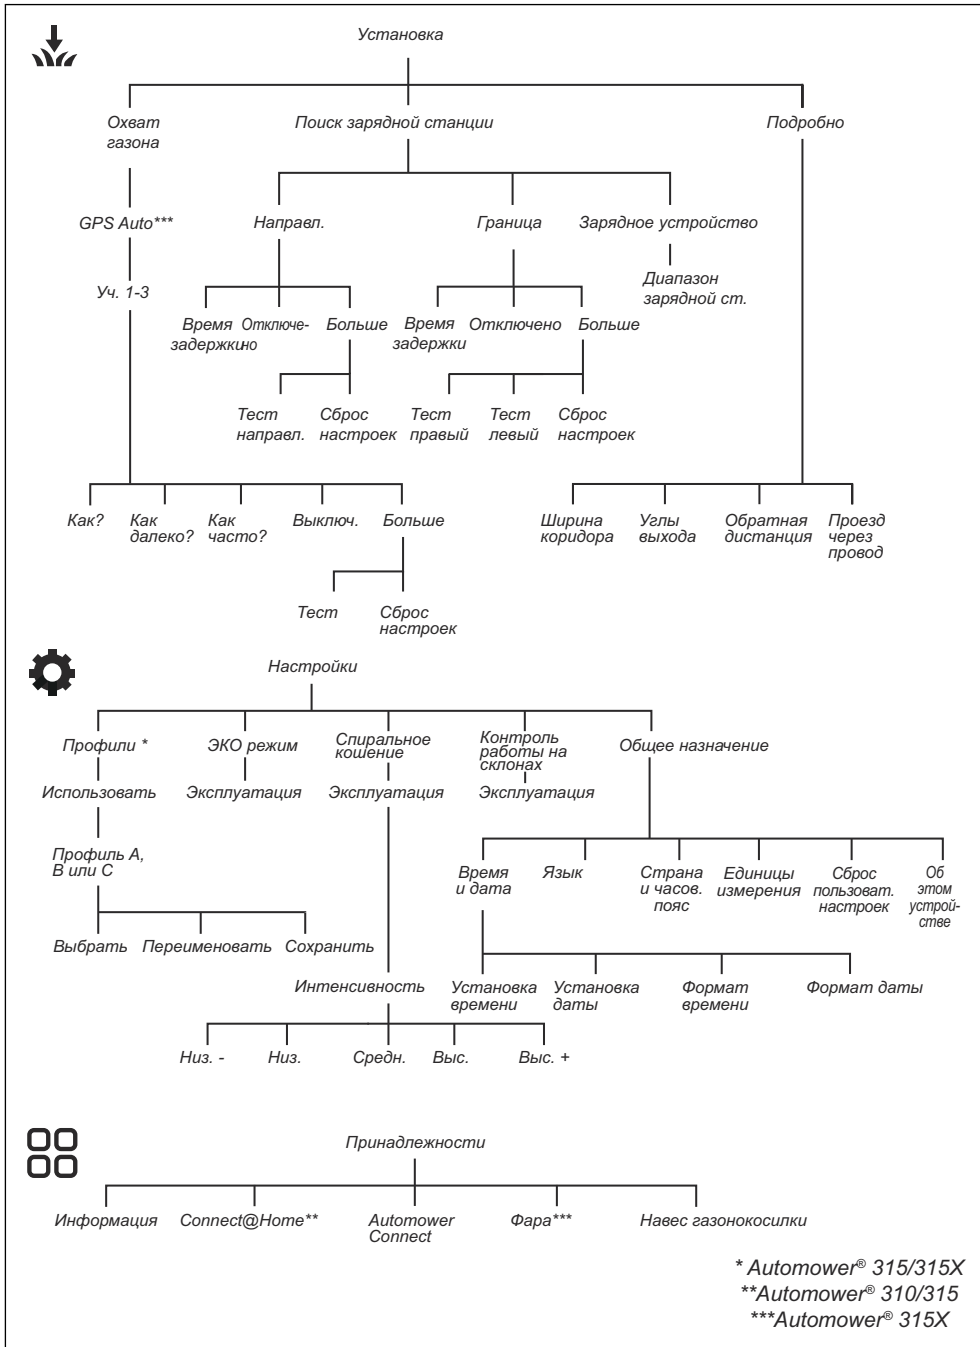 Установка
Охват
газона
Поиск зарядной станции
Подробно
GPS Auto***
Направл.
Граница
Зарядное устройство
Уч. 1-3
Диапазон
зарядной ст.
Время
задержки
Отключе-
но
Больше
Время
задержки
Отключено
Больше
Тест
направл.
Сброс
настроек
Тест
правый
Тест
левый
Сброс
настроек
Как?
Как
далеко?
Как
часто?
Выключ.
Больше
Ширина
коридора
Углы
выхода
Обратная
дистанция
Проезд
через
провод
Тест
Сброс
настроек
Настройки
Профили *
ЭКО режим
Спиральное
кошение
Контроль
работы на
склонах
Общее назначение
Использовать
Эксплуатация
Эксплуатация
Эксплуатация
Профиль A,
B или C
Время
и дата
Язык
Страна
и часов.
пояс
Единицы
измерения
Сброс
пользоват.
настроек
Об
этом
устрой-
стве
Выбрать
Переименовать
Сохранить
Интенсивность
Установка
времени
Установка
даты
Формат
времени
Формат даты
Низ. -
Низ.
Средн.
Выс.
Выс. +
Принадлежности
Информация
Connect@Home**
Automower
Connect
Фара***
Навес газонокосилки
* Automower® 315/315X
**Automower® 310/315
***Automower® 315X